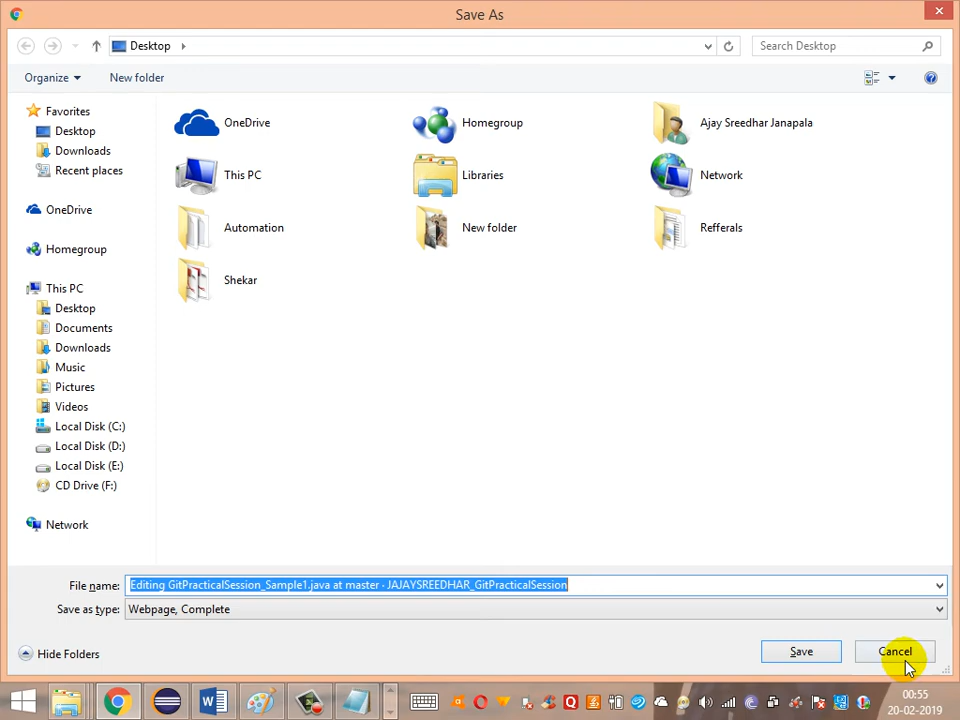 Save As
Desktop
Search Desktop
Organize
New folder
Favorites
Desktop
Downloads
Recent places
OneDrive
Homegroup
This PC
Desktop
Documents
Downloads
Music
Pictures
Videos
Local Disk (C:)
Local Disk (D:)
Local Disk (E:)
CD Drive (F:)
Network
OneDrive
Homegroup
Ajay Sreedhar Janapala
This PC
Libraries
Network
Automation
New folder
Refferals
Shekar
File name:
Editing GitPracticalSession_Sample1.java at master · JAJAYSREEDHAR_GitPracticalSession
Save as type:
Webpage, Complete
Hide Folders
Save
Cancel
00:55
20-02-2019